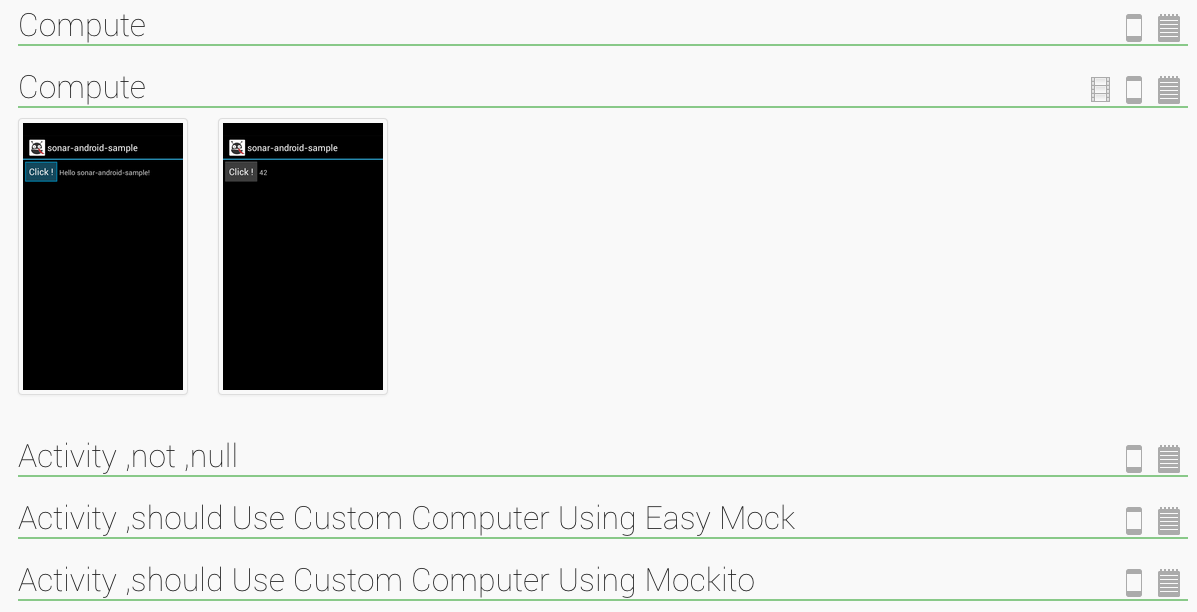 Compute
Compute
sonar-android-sample
Click ! Hello sonar-android-sample!
sonar-android-sample
Click ! 42
Activity ,not ,null
Activity ,should Use Custom Computer Using Easy Mock
Activity ,should Use Custom Computer Using Mockito